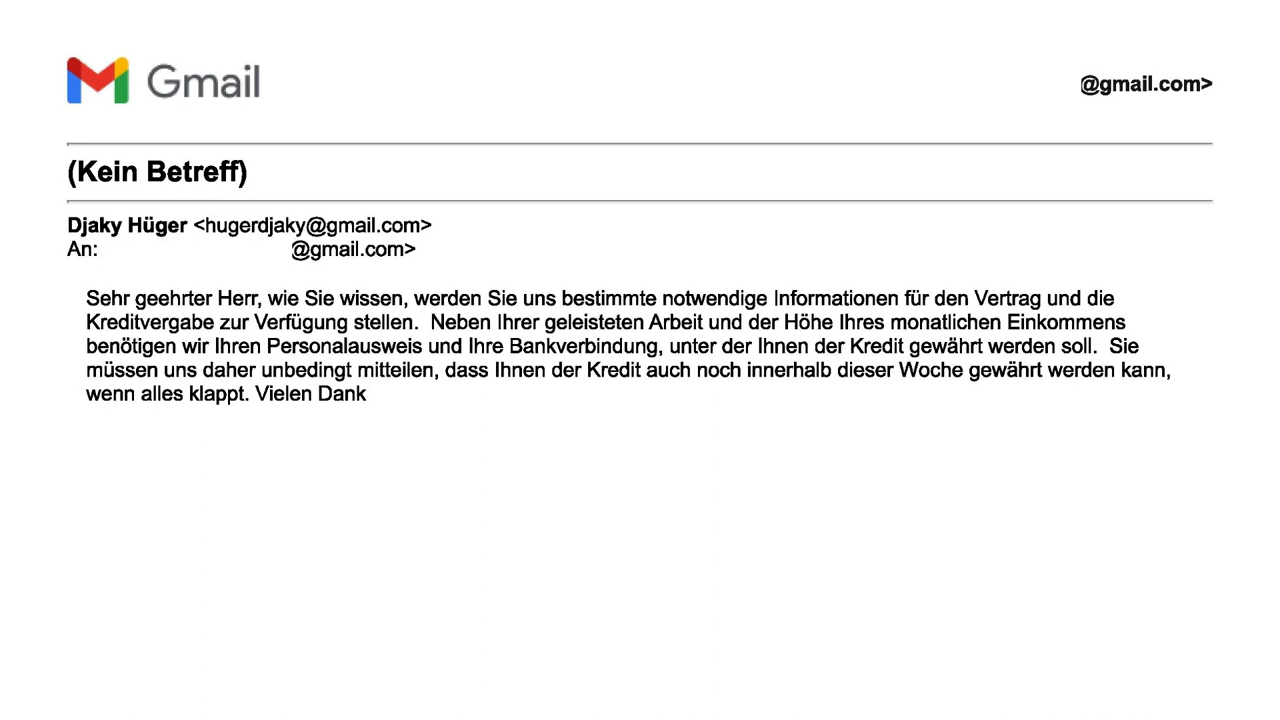 Gmail
@gmail.com>
(Kein Betreff)
Djaky Hüger <hugerdjaky@gmail.com>
An: @gmail.com>
Sehr geehrter Herr, wie Sie wissen, werden Sie uns bestimmte notwendige Informationen für den Vertrag und die
Kreditvergabe zur Verfügung stellen.  Neben Ihrer geleisteten Arbeit und der Höhe Ihres monatlichen Einkommens
benötigen wir Ihren Personalausweis und Ihre Bankverbindung, unter der Ihnen der Kredit gewährt werden soll.  Sie
müssen uns daher unbedingt mitteilen, dass Ihnen der Kredit auch noch innerhalb dieser Woche gewährt werden kann,
wenn alles klappt. Vielen Dank